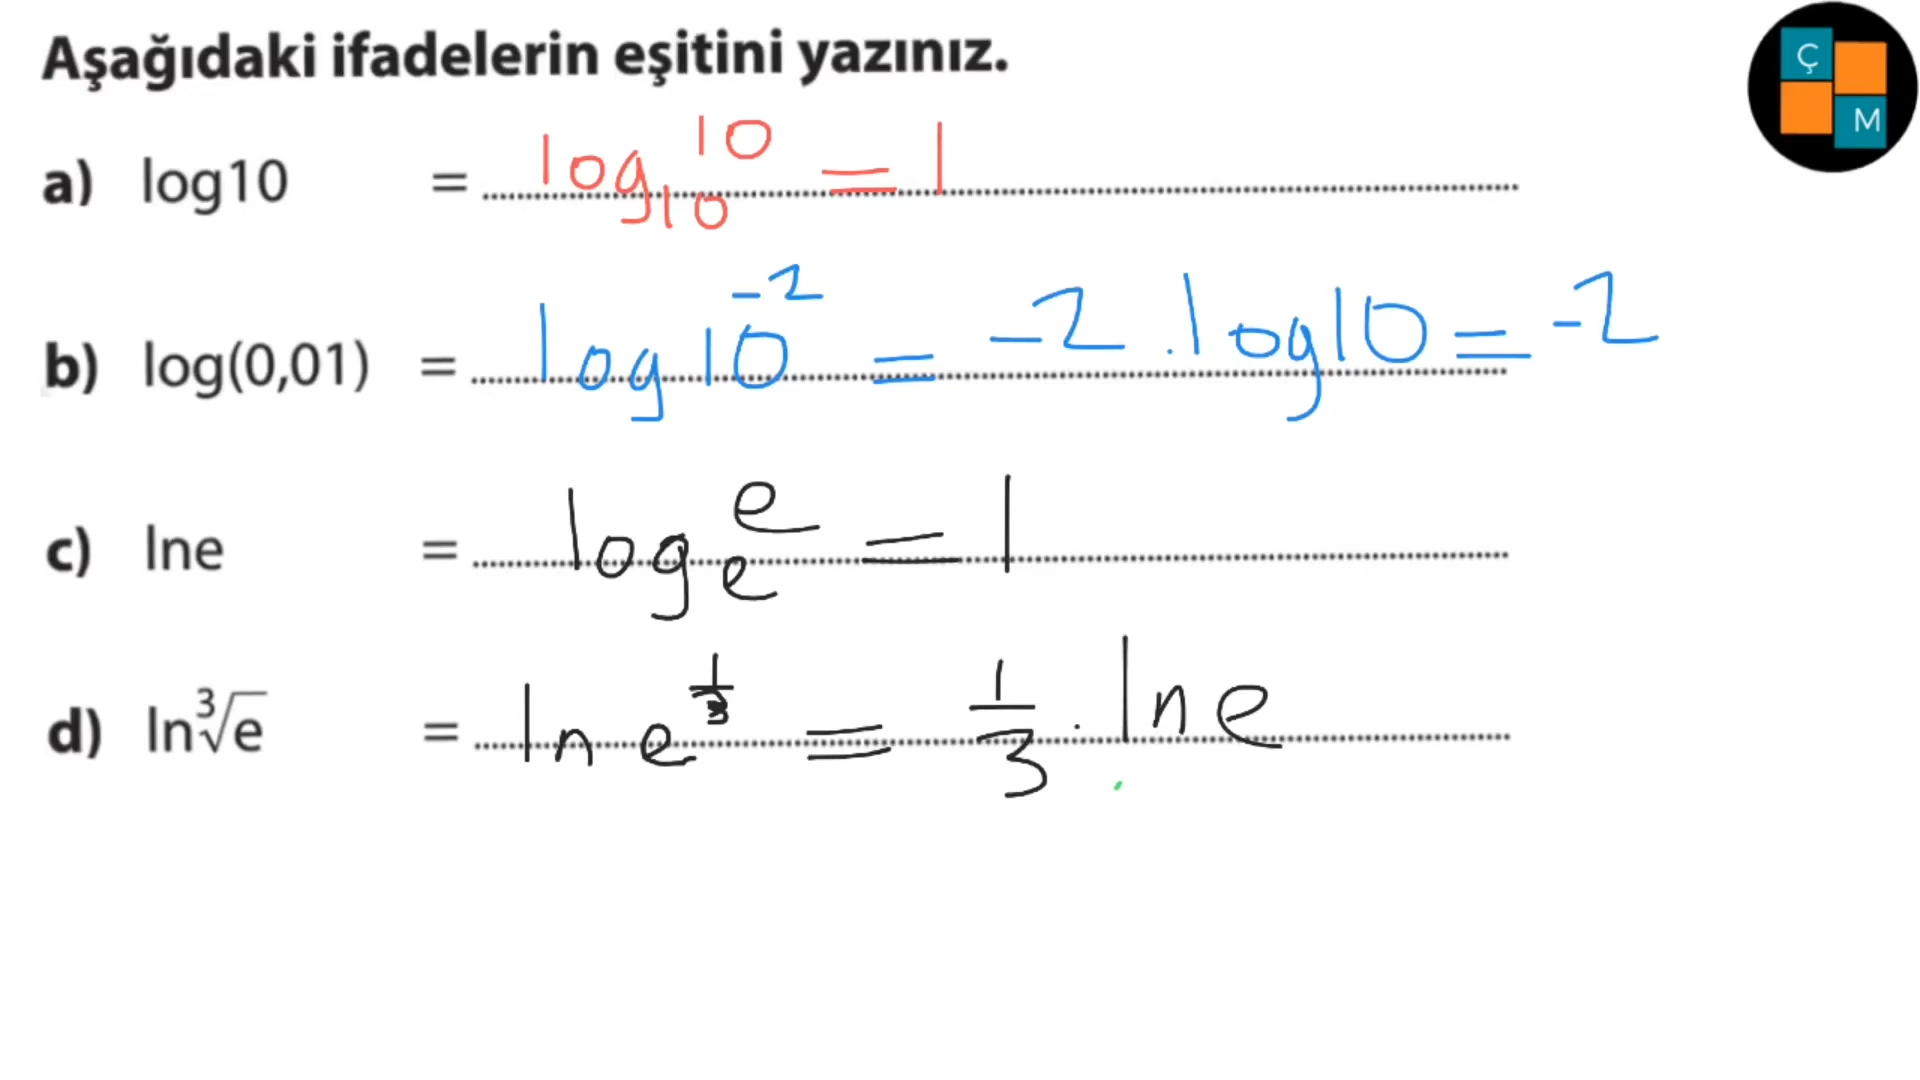 Aşağıdaki ifadelerin eşitini yazınız.
Ç
M
a) log10 = log₁₀10 = 1
b) log(0,01) = log10⁻² = -2 . log10 = -2
c) lne = logₑe = 1
d) ln∛e = lne^(1/3) = 1/3 . lne